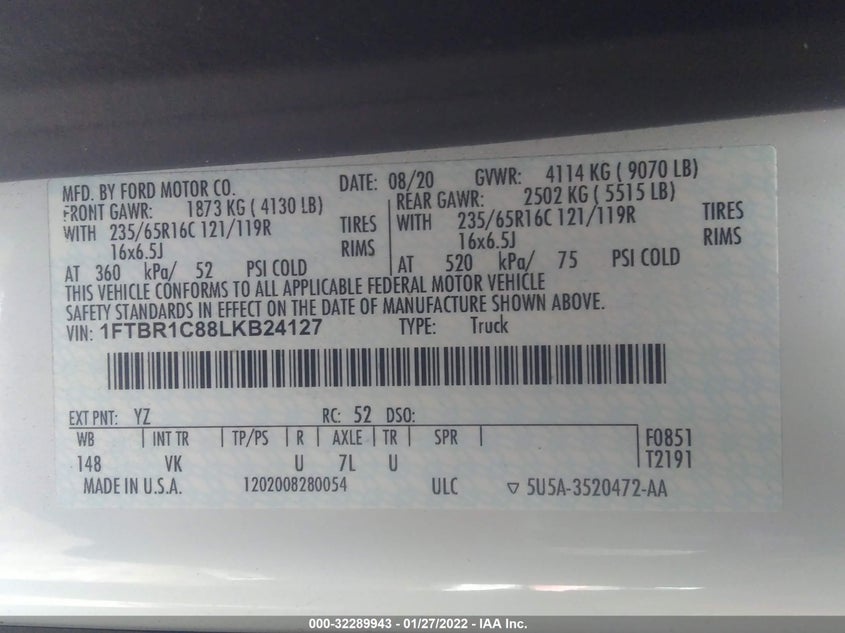 MFD. BY FORD MOTOR CO. DATE: 08/20 GVWR: 4114 KG ( 9070 LB)
FRONT GAWR: 1873 KG ( 4130 LB) REAR GAWR: 2502 KG ( 5515 LB)
WITH 235/65R16C 121/119R TIRES WITH 235/65R16C 121/119R TIRES
16x6.5J RIMS 16x6.5J RIMS
AT 360 kPa/ 52 PSI COLD AT 520 kPa/ 75 PSI COLD
THIS VEHICLE CONFORMS TO ALL APPLICABLE FEDERAL MOTOR VEHICLE
SAFETY STANDARDS IN EFFECT ON THE DATE OF MANUFACTURE SHOWN ABOVE.
VIN: 1FTBR1C88LKB24127 TYPE: Truck
EXT PNT: YZ RC: 52 DSO:
WB INT TR TP/PS R AXLE TR SPR F0851
148 VK U 7L U T2191
MADE IN U.S.A. 1202008280054 ULC 5U5A-3520472-AA
000-32289943 - 01/27/2022 - IAA Inc.